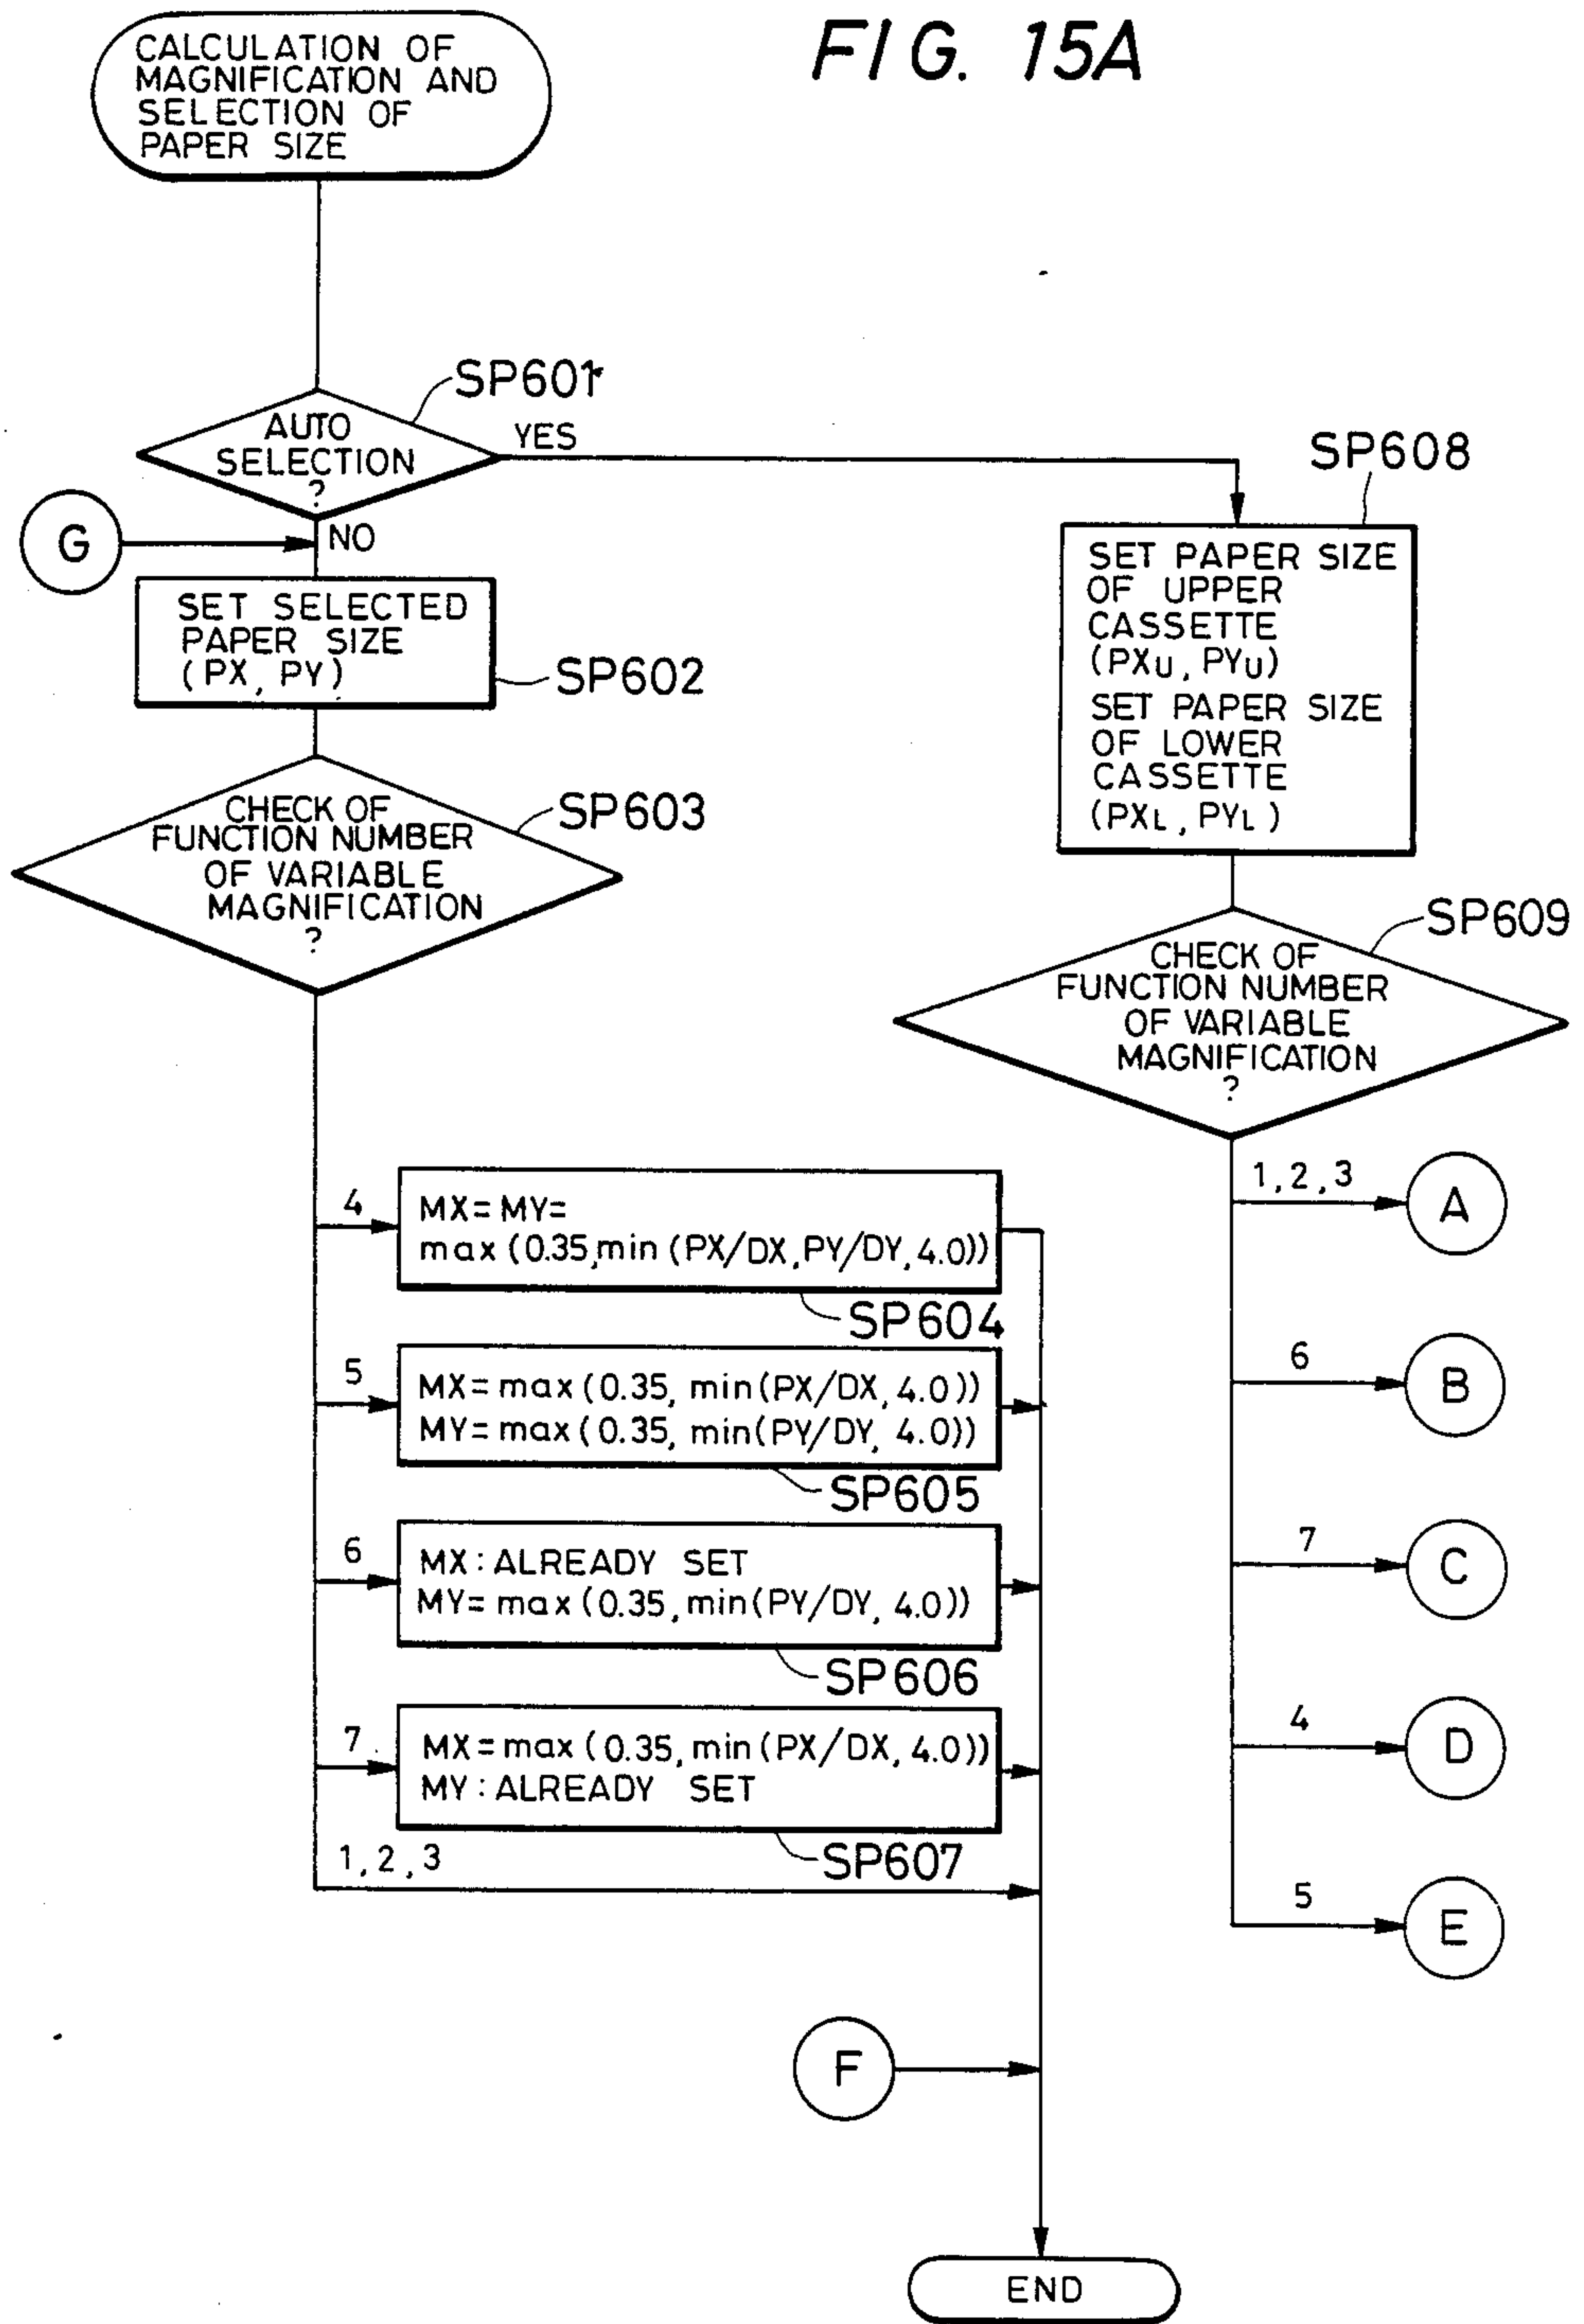 FIG. 15A
CALCULATION OF
MAGNIFICATION AND
SELECTION OF
PAPER SIZE
SP601
AUTO
SELECTION
?
YES
NO
G
SET SELECTED
PAPER SIZE
(PX, PY)
SP602
CHECK OF
FUNCTION NUMBER
OF VARIABLE
MAGNIFICATION
?
SP603
4
MX=MY=
max(0.35,min(PX/DX,PY/DY,4.0))
SP604
5
MX=max(0.35, min(PX/DX, 4.0))
MY=max(0.35, min(PY/DY, 4.0))
SP605
6
MX:ALREADY SET
MY=max(0.35, min(PY/DY, 4.0))
SP606
7
MX=max(0.35, min(PX/DX, 4.0))
MY:ALREADY SET
SP607
1, 2, 3
SP608
SET PAPER SIZE
OF UPPER
CASSETTE
(PXU, PYU)
SET PAPER SIZE
OF LOWER
CASSETTE
(PXL, PYL)
SP609
CHECK OF
FUNCTION NUMBER
OF VARIABLE
MAGNIFICATION
?
1, 2, 3
A
6
B
7
C
4
D
5
E
F
END